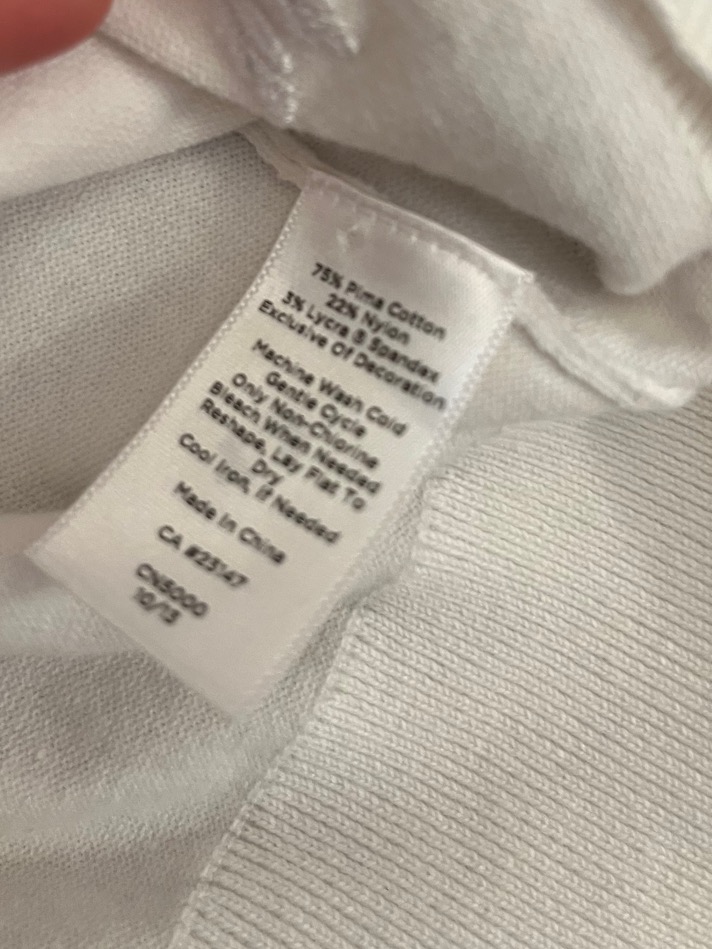 75% Pima Cotton
22% Nylon
3% Lycra ® Spandex
Exclusive Of Decoration
Machine Wash Cold
Gentle Cycle
Only Non-Chlorine
Bleach When Needed
Reshape, Lay Flat To
Dry
Cool Iron, If Needed
Made In China
CA #23147
CN5000
10/13